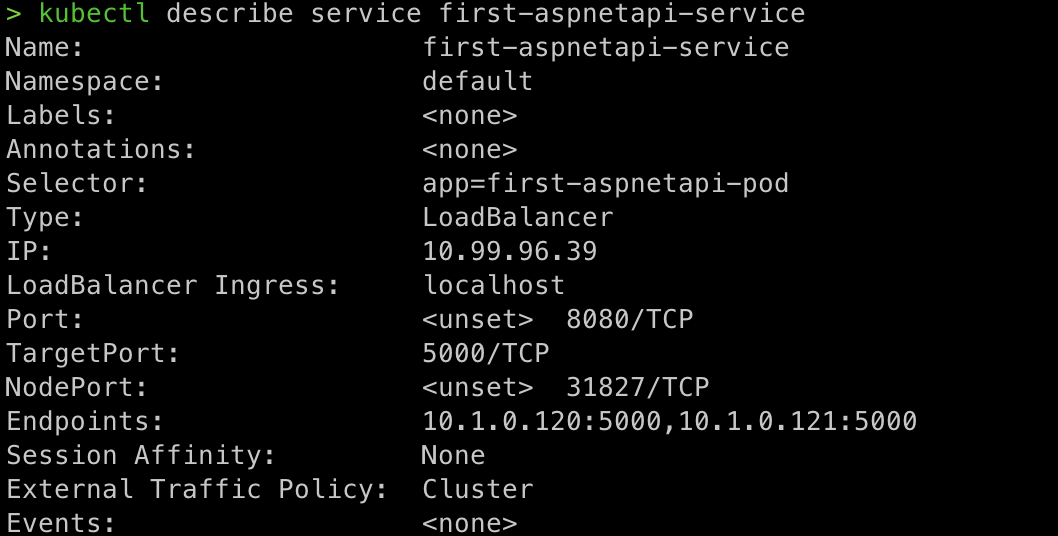 > kubectl describe service first-aspnetapi-service
Name: first-aspnetapi-service
Namespace: default
Labels: <none>
Annotations: <none>
Selector: app=first-aspnetapi-pod
Type: LoadBalancer
IP: 10.99.96.39
LoadBalancer Ingress: localhost
Port: <unset> 8080/TCP
TargetPort: 5000/TCP
NodePort: <unset> 31827/TCP
Endpoints: 10.1.0.120:5000,10.1.0.121:5000
Session Affinity: None
External Traffic Policy: Cluster
Events: <none>